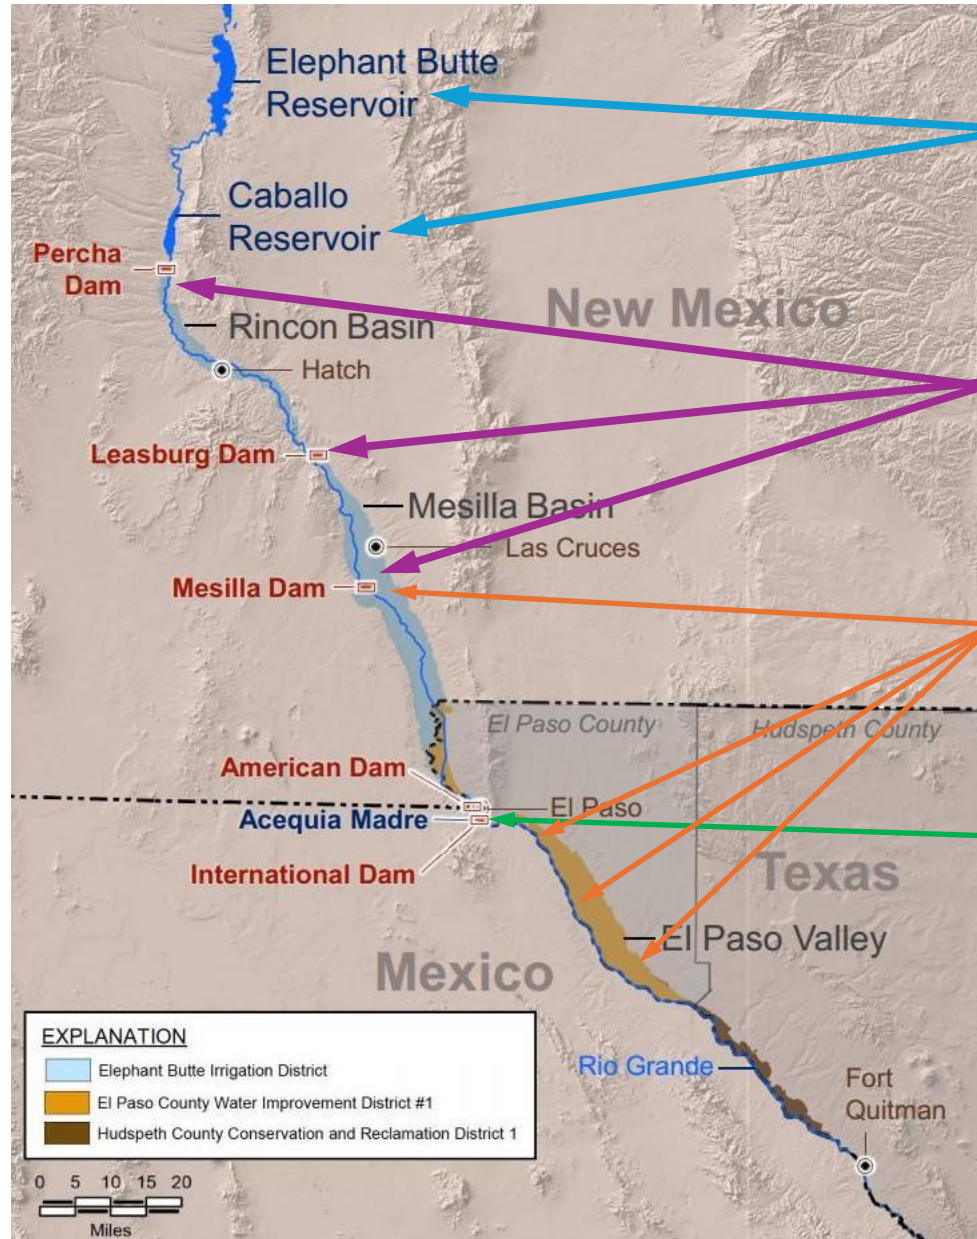 Elephant Butte
Reservoir
Caballo
Reservoir
Percha
Dam
New Mexico
Rincon Basin
Hatch
Leasburg Dam
Mesilla Basin
Las Cruces
Mesilla Dam
El Paso County
Hudspeth County
American Dam
El Paso
Acequia Madre
International Dam
Texas
El Paso Valley
Mexico
EXPLANATION
Elephant Butte Irrigation District
El Paso County Water Improvement District #1
Hudspeth County Conservation and Reclamation District 1
Rio Grande
Fort
Quitman
0 5 10 15 20
Miles